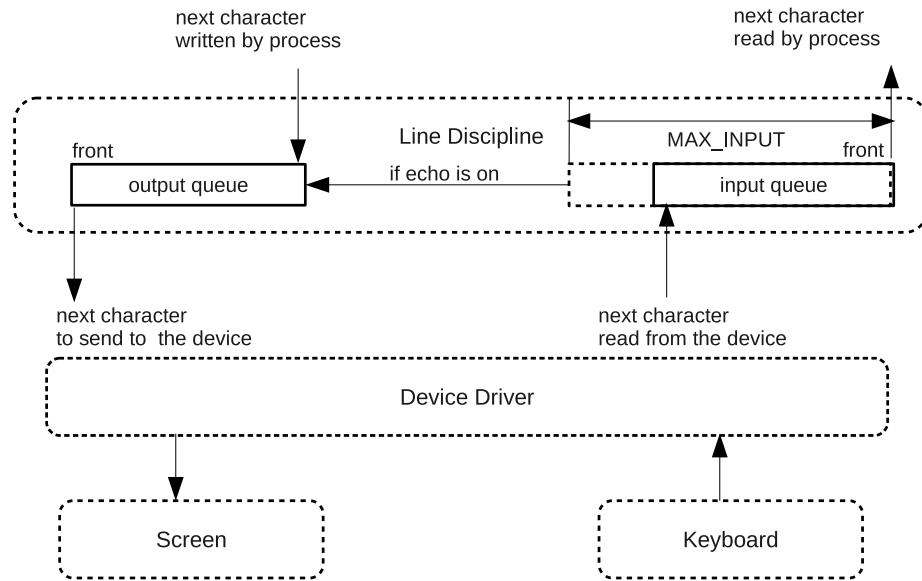 next character
written by process
next character
read by process
Line Discipline
MAX_INPUT
front
front
output queue
if echo is on
input queue
next character
to send to  the device
next character
read from the device
Device Driver
Screen
Keyboard